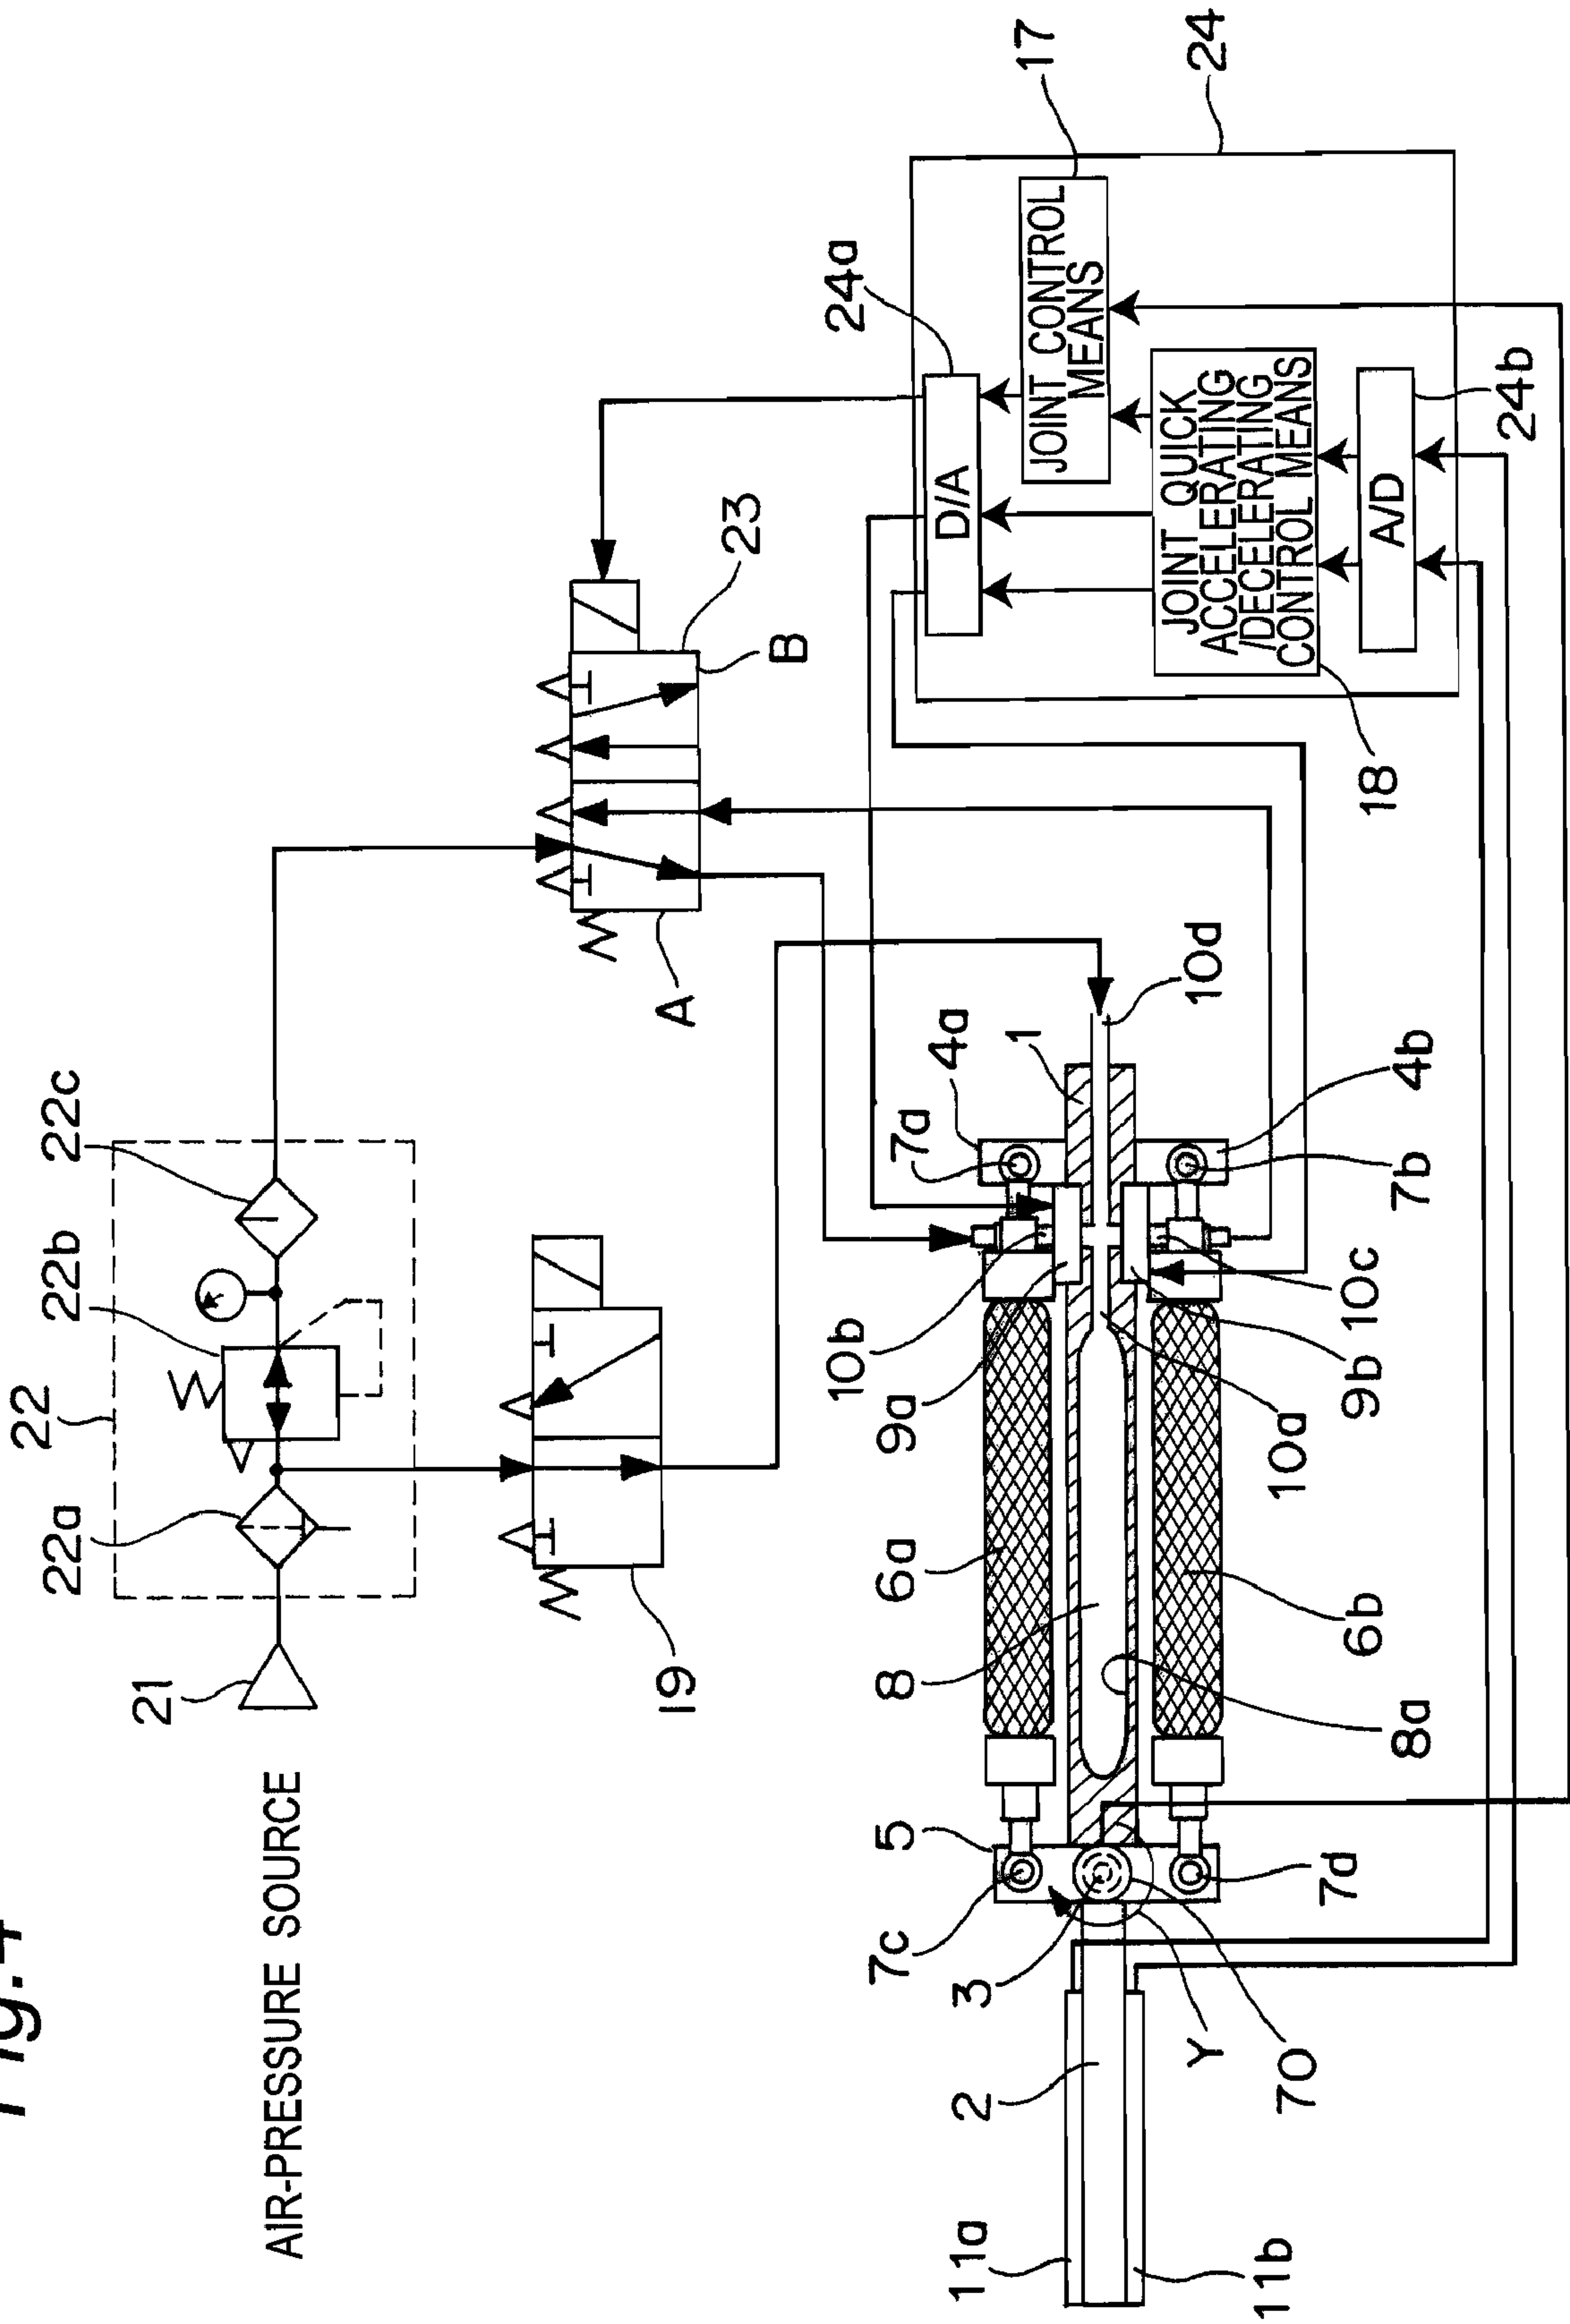 Fig.4
22
22a
22b
22c
21
AIR-PRESSURE SOURCE
19
A
23
B
24a
17
24
D/A
JOINT CONTROL
MEANS
JOINT QUICK
ACCELERATING
/DECELERATING
CONTROL MEANS
A/D
24b
18
10b
7d
4a
1
10d
7c
5
8
6a
9a
11a
2
3
Y
70
7d
8a
6b
10a
9b
10c
7b
4b
11b